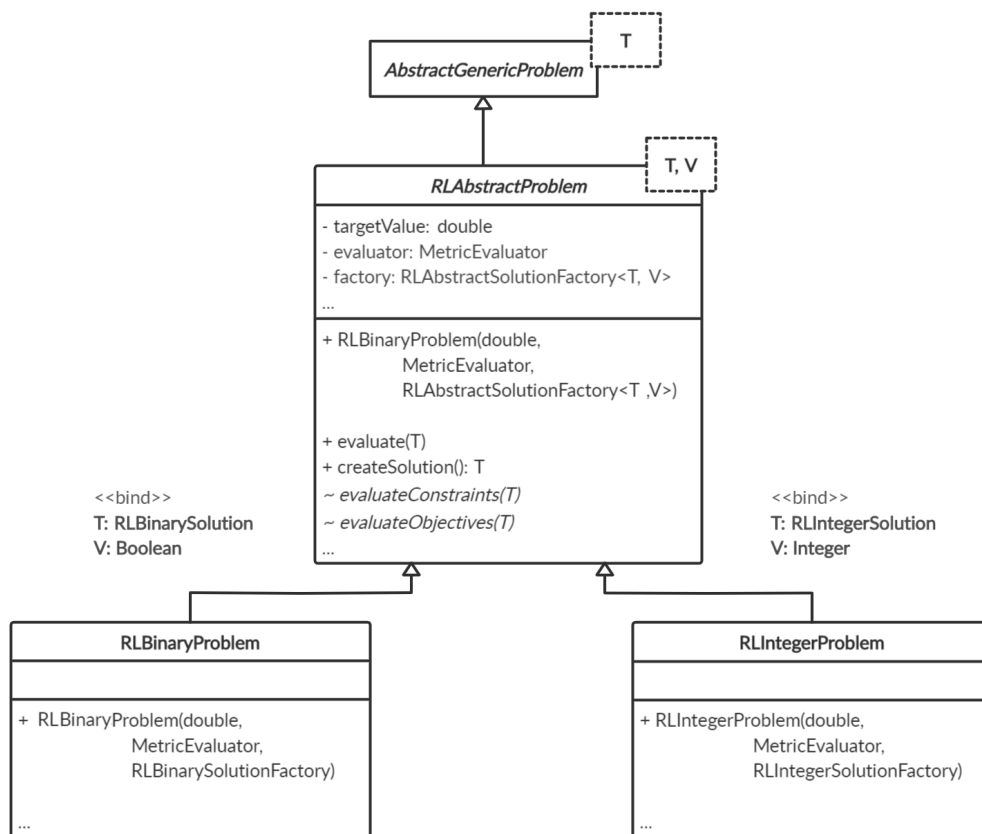 T
AbstractGenericProblem
T, V
RLAbstractProblem
- targetValue: double
- evaluator: MetricEvaluator
- factory: RLAbstractSolutionFactory<T, V>
...
+ RLBinaryProblem(double,
MetricEvaluator,
RLAbstractSolutionFactory<T ,V>)
+ evaluate(T)
+ createSolution(): T
~ evaluateConstraints(T)
~ evaluateObjectives(T)
...
<<bind>>
T: RLBinarySolution
V: Boolean
<<bind>>
T: RLIntegerSolution
V: Integer
RLBinaryProblem
+ RLBinaryProblem(double,
MetricEvaluator,
RLBinarySolutionFactory)
...
RLIntegerProblem
+ RLIntegerProblem(double,
MetricEvaluator,
RLIntegerSolutionFactory)
...